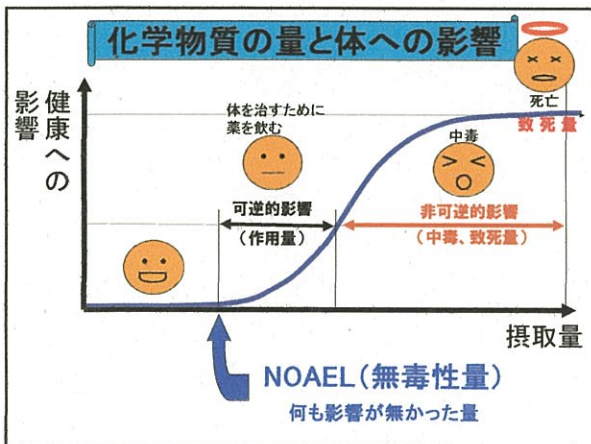 化学物質の量と体への影響
健康への
影響
体を治すために
薬を飲む
死亡
致死量
中毒
可逆的影響
(作用量)
非可逆的影響
(中毒、致死量)
摂取量
NOAEL(無毒性量)
何も影響が無かった量